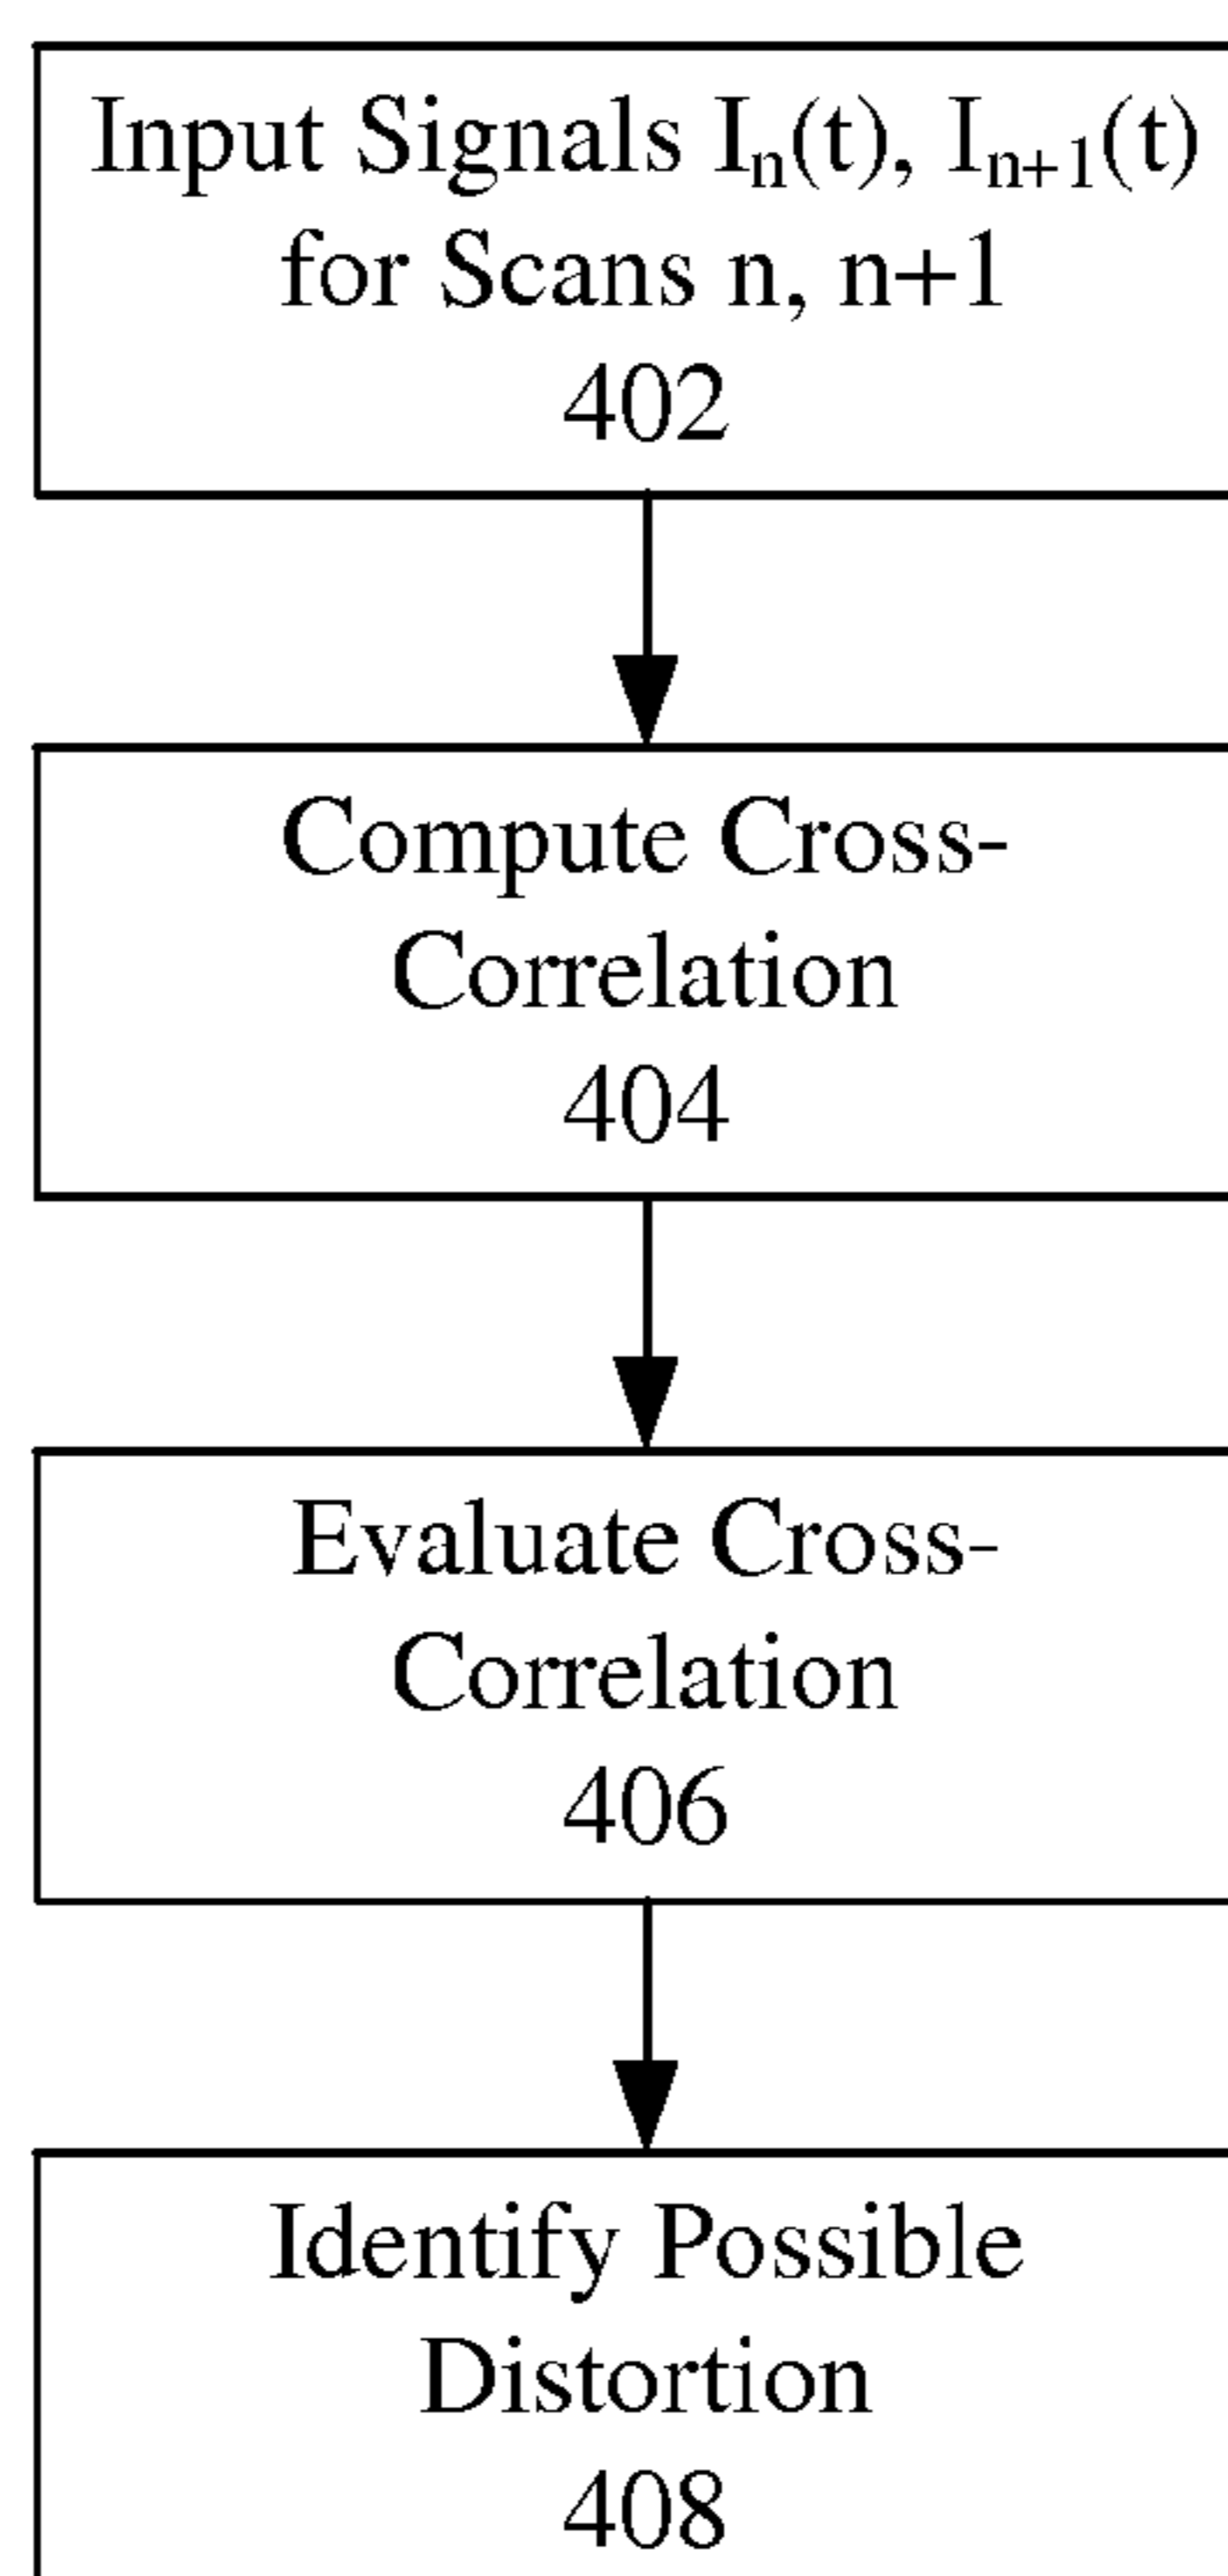 Input Signals Iₙ(t), Iₙ₊₁(t)
for Scans n, n+1
402
Compute Cross-
Correlation
404
Evaluate Cross-
Correlation
406
Identify Possible
Distortion
408